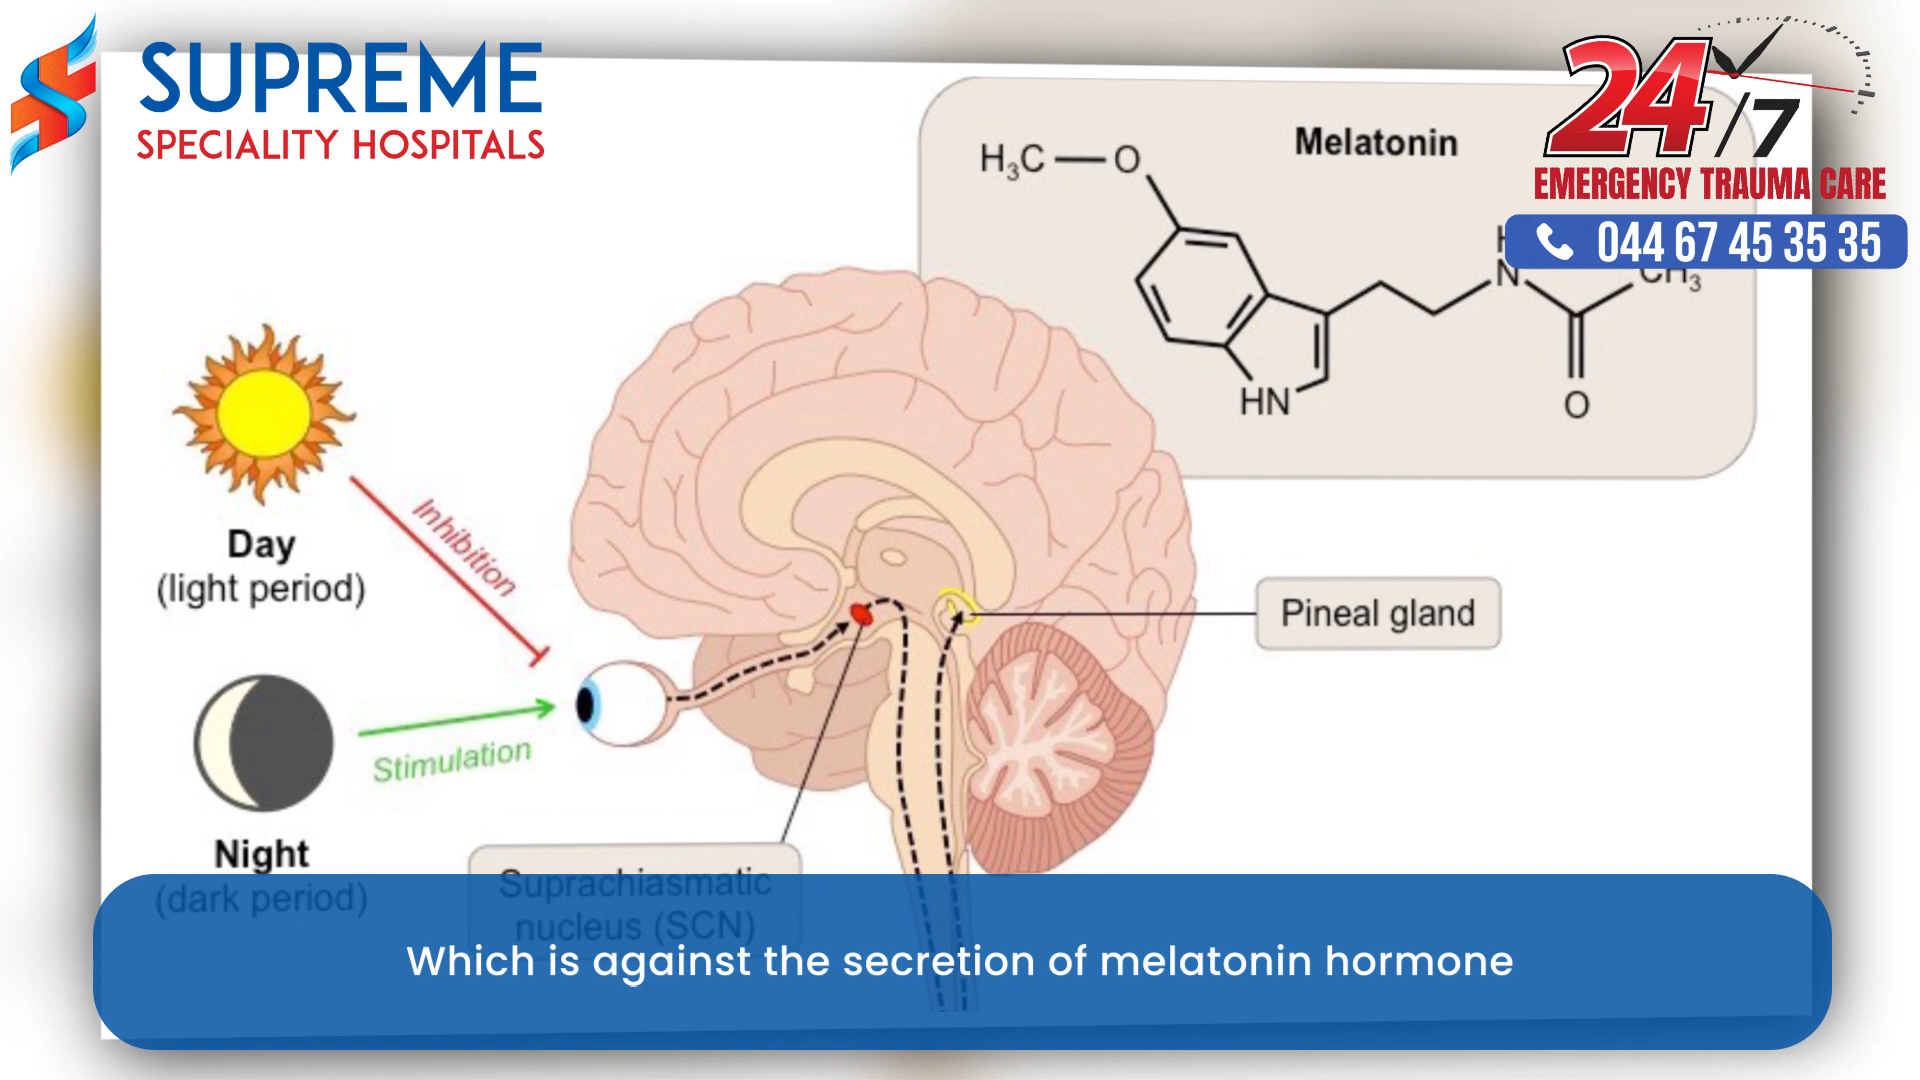 SUPREME
SPECIALITY HOSPITALS
24/7
EMERGENCY TRAUMA CARE
044 67 45 35 35
Melatonin
H₃C
O
H
N
CH₃
HN
O
Day
(light period)
Inhibition
Pineal gland
Stimulation
Night
(dark period)
Suprachiasmatic
nucleus (SCN)
Which is against the secretion of melatonin hormone